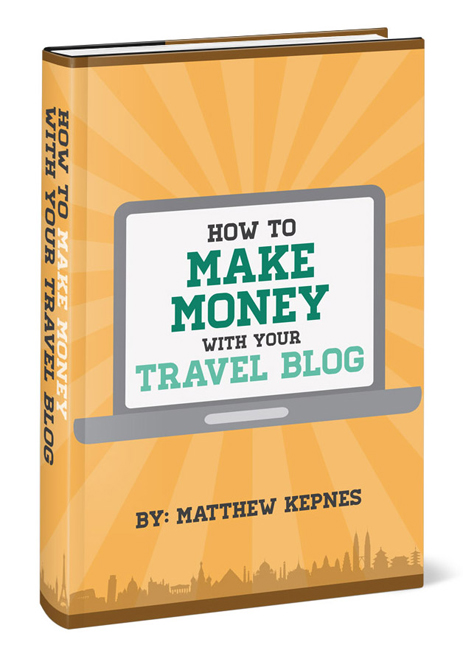 HOW TO MAKE MONEY
WITH YOUR TRAVEL BLOG
HOW TO
MAKE
MONEY
WITH YOUR
TRAVEL BLOG
BY: MATTHEW KEPNES